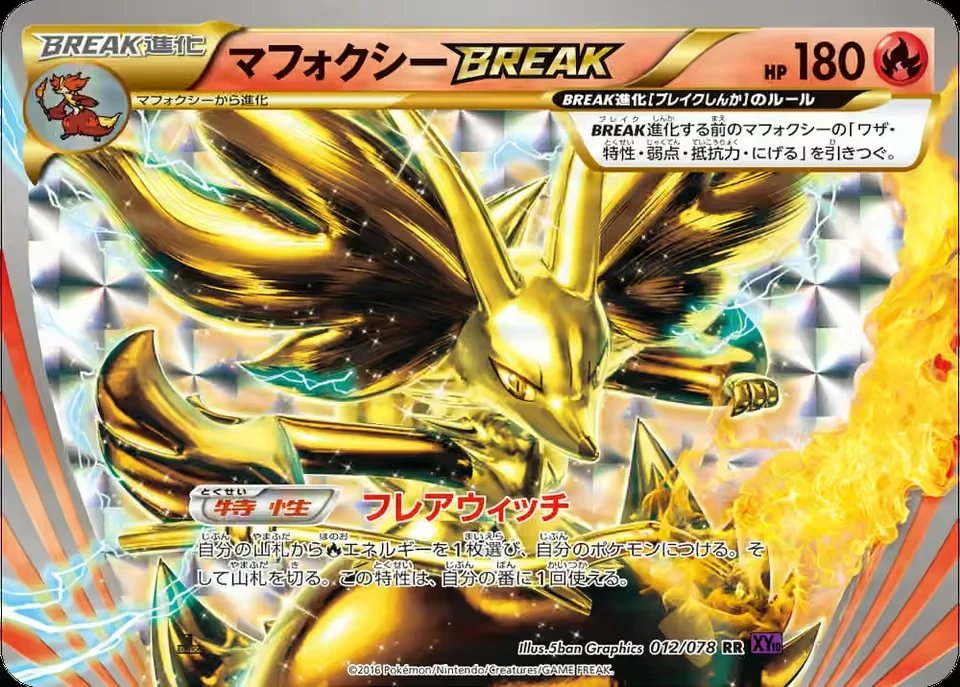 BREAK進化
マフォクシーBREAK
HP 180
マフォクシーから進化
BREAK進化[ブレイクしんか]のルール
BREAK進化する前のマフォクシーの「ワザ・
特性・弱点・抵抗力・にげる」を引きつぐ。
特性 フレアウィッチ
自分の山札からエネルギーを1枚選び、自分のポケモンにつける。そ
して山札を切る。この特性は、自分の番に1回使える。
Illus.5ban Graphics 012/078 RR XY10
©2016 Pokémon/Nintendo/Creatures/GAME FREAK.